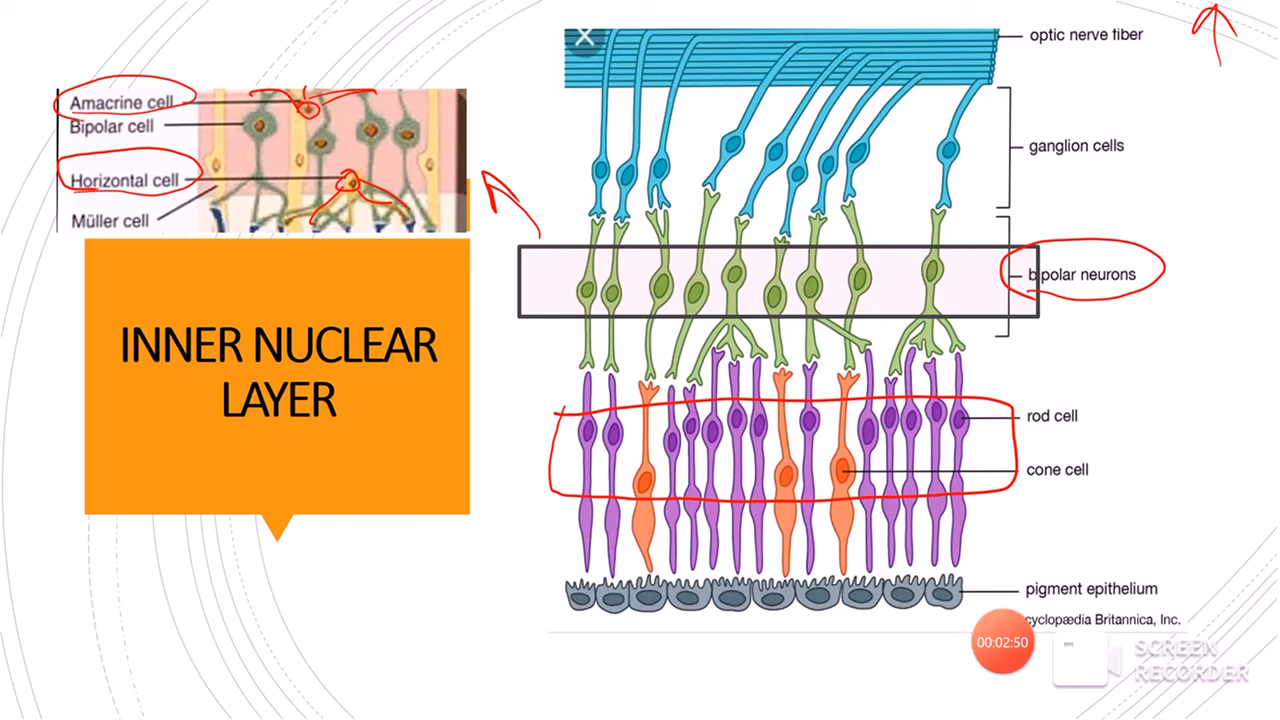 Amacrine cell
Bipolar cell
Horizontal cell
Müller cell
INNER NUCLEAR
LAYER
optic nerve fiber
ganglion cells
bipolar neurons
rod cell
cone cell
pigment epithelium
cyclopædia Britannica, Inc.
00:02:50
SCREEN
RECORDER